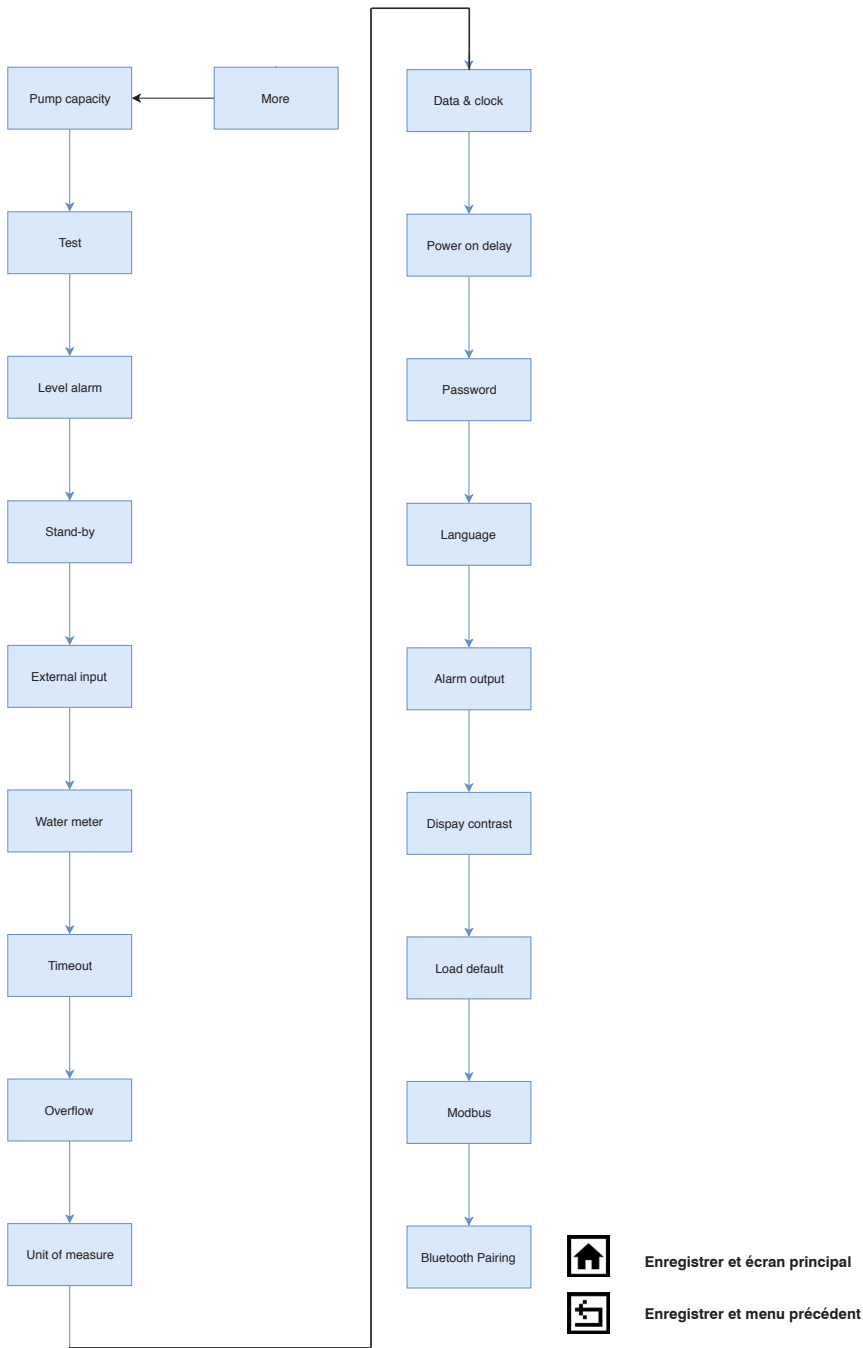 Pump capacity
More
Test
Level alarm
Stand-by
External input
Water meter
Timeout
Overflow
Unit of measure
Data & clock
Power on delay
Password
Language
Alarm output
Dispay contrast
Load default
Modbus
Bluetooth Pairing
Enregistrer et écran principal
Enregistrer et menu précédent